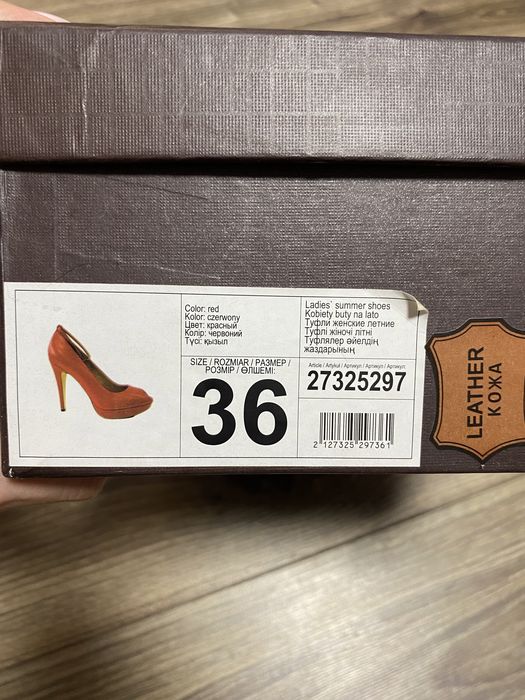 Color: red
Kolor: czerwony
Цвет: красный
Колір: червоний
Түсі: қызыл
Ladies' summer shoes
Kobiety buty na lato
Туфли женские летние
Туфлі жіночі літні
Туфлялер әйелдің
жаздарының
SIZE / ROZMIAR / РАЗМЕР /
РОЗМІР / ӨЛШЕМІ:
36
Article / Artykuł / Артикул / Артикул / Артикул:
27325297
2 127325 297361
LEATHER
КОЖА